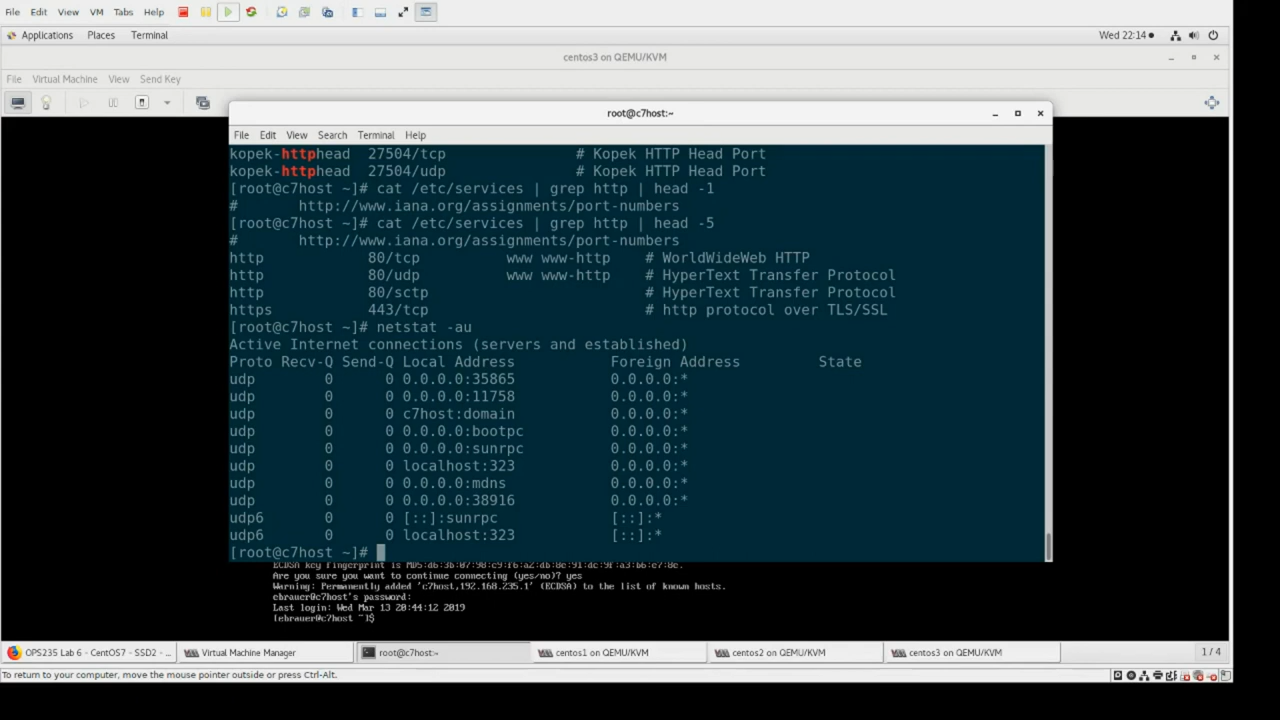 File Edit View VM Tabs Help
Applications Places Terminal Wed 22:14
centos3 on QEMU/KVM
File Virtual Machine View Send Key
root@c7host:~
File Edit View Search Terminal Help
kopek-httphead 27504/tcp # Kopek HTTP Head Port
kopek-httphead 27504/udp # Kopek HTTP Head Port
[root@c7host ~]# cat /etc/services | grep http | head -1
# http://www.iana.org/assignments/port-numbers
[root@c7host ~]# cat /etc/services | grep http | head -5
# http://www.iana.org/assignments/port-numbers
http 80/tcp www www-http # WorldWideWeb HTTP
http 80/udp www www-http # HyperText Transfer Protocol
http 80/sctp # HyperText Transfer Protocol
https 443/tcp # http protocol over TLS/SSL
[root@c7host ~]# netstat -au
Active Internet connections (servers and established)
Proto Recv-Q Send-Q Local Address Foreign Address State
udp 0 0 0.0.0.0:35865 0.0.0.0:*
udp 0 0 0.0.0.0:11758 0.0.0.0:*
udp 0 0 c7host:domain 0.0.0.0:*
udp 0 0 0.0.0.0:bootpc 0.0.0.0:*
udp 0 0 0.0.0.0:sunrpc 0.0.0.0:*
udp 0 0 localhost:323 0.0.0.0:*
udp 0 0 0.0.0.0:mdns 0.0.0.0:*
udp 0 0 0.0.0.0:38916 0.0.0.0:*
udp6 0 0 [::]:sunrpc [::]:*
udp6 0 0 localhost:323 [::]:*
[root@c7host ~]#
ECDSA key fingerprint is
Are you sure you want to continue connecting (yes/no)? yes
Warning: Permanently added 'c7host,192.168.235.1' (ECDSA) to the list of known hosts.
ebrauer@c7host's password:
Last login: Wed Mar 13 20:44:12 2019
[ebrauer@c7host ~]$
OPS235 Lab 6 - CentOS7 - SSD2 - ... Virtual Machine Manager root@c7host:~ centos1 on QEMU/KVM centos2 on QEMU/KVM centos3 on QEMU/KVM 1 / 4
To return to your computer, move the mouse pointer outside or press Ctrl-Alt.